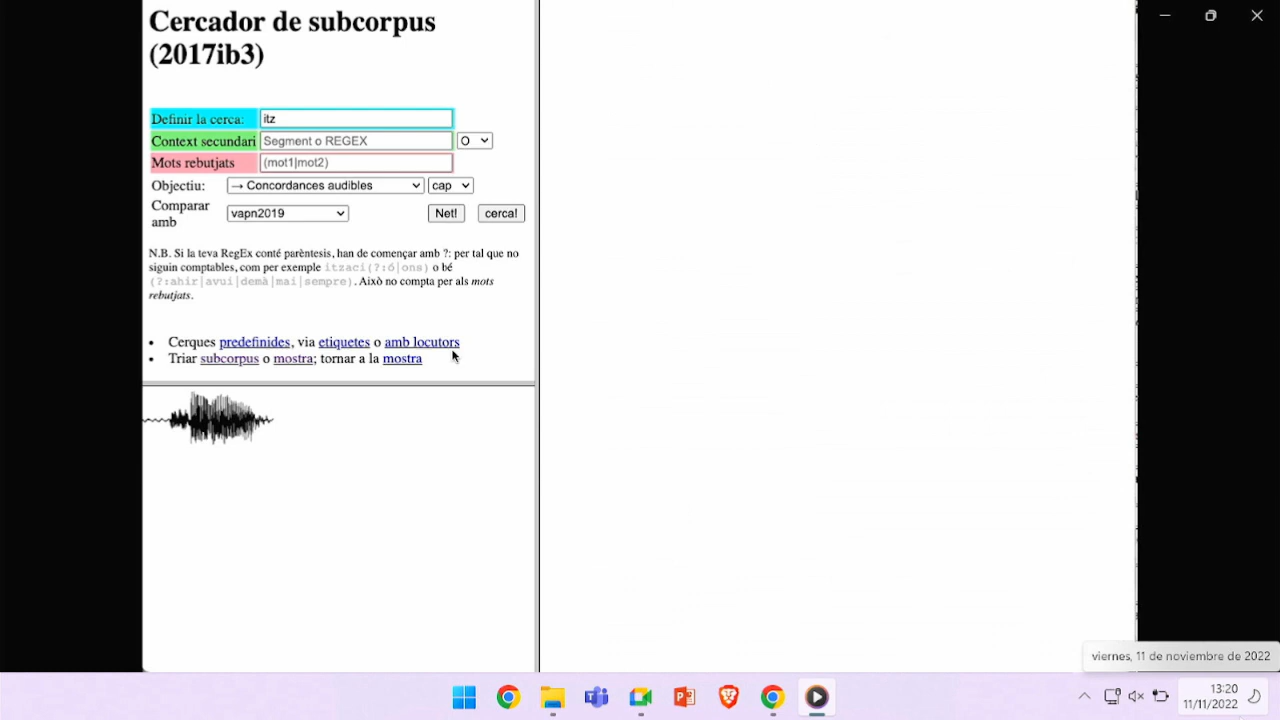 Cercador de subcorpus
(2017ib3)
Definir la cerca: itz
Context secundari Segment o REGEX O
Mots rebutjats (mot1|mot2)
Objectiu: → Concordances audibles cap
Comparar
amb vapn2019 Net! cerca!
N.B. Si la teva RegEx conté parèntesis, han de començar amb ?: per tal que no
siguin comptables, com per exemple itzaci(?:ó|ons) o bé
(?:ahir|avui|demà|mai|sempre). Això no compta per als mots
rebutjats.
• Cerques predefinides, via etiquetes o amb locutors
• Triar subcorpus o mostra; tornar a la mostra
viernes, 11 de noviembre de 2022
13:20
11/11/2022